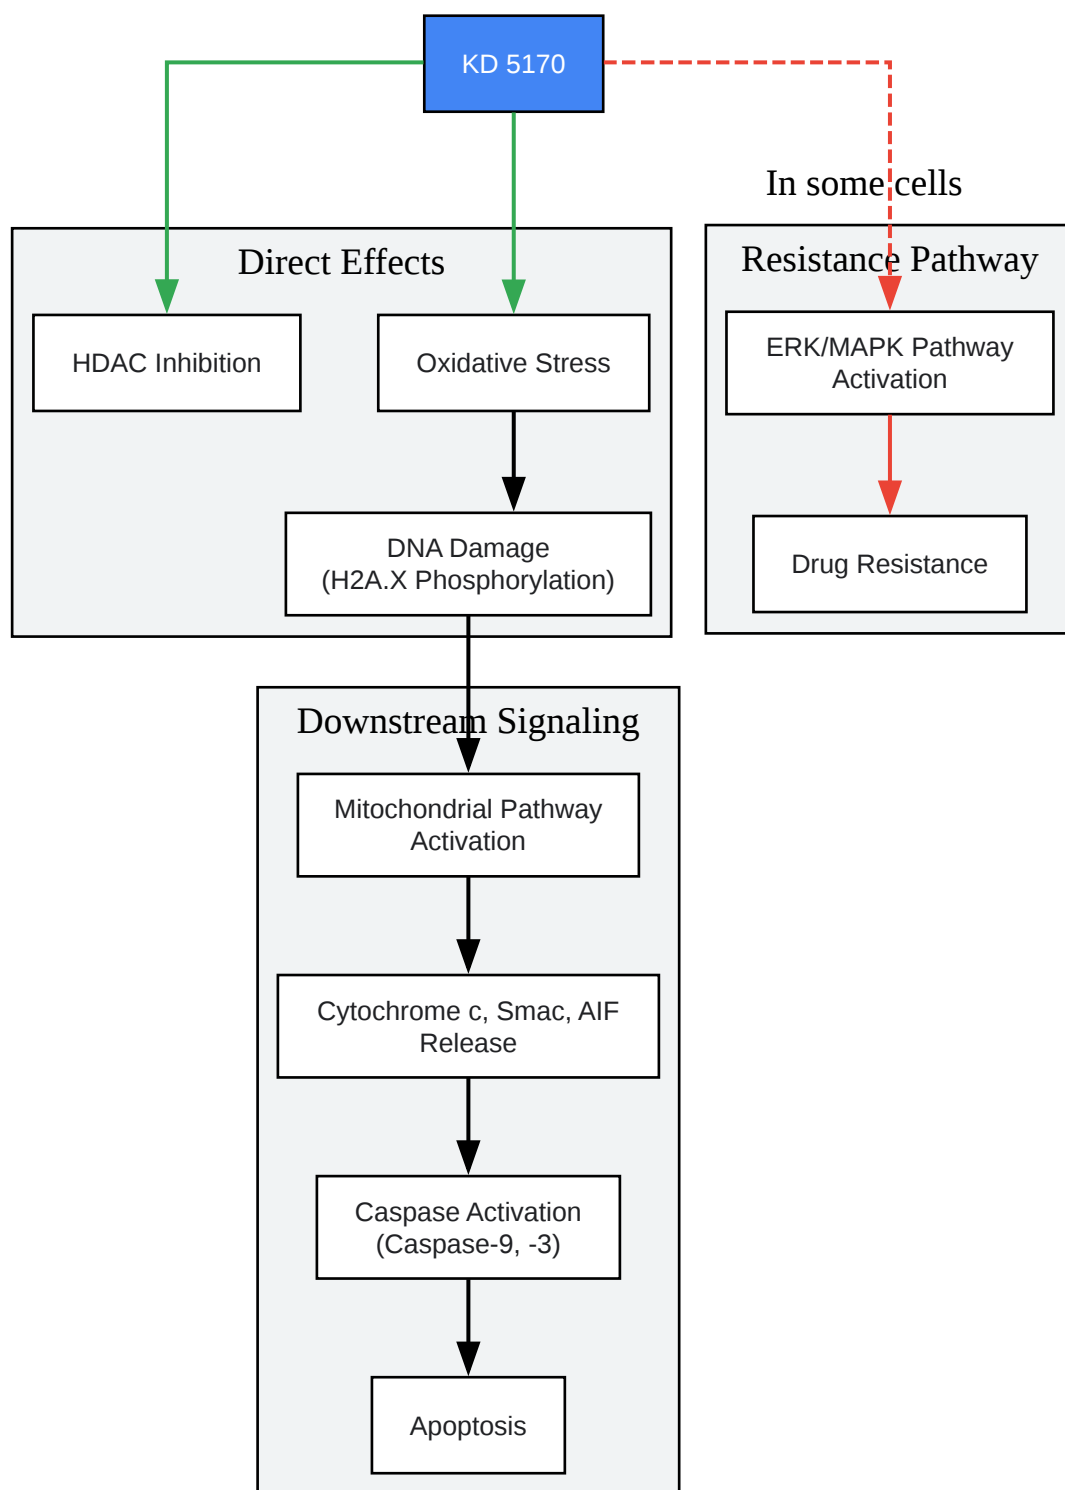 KD 5170
In some cells
Direct Effects
Resistance Pathway
HDAC Inhibition
Oxidative Stress
ERK/MAPK Pathway
Activation
DNA Damage
(H2A.X Phosphorylation)
Drug Resistance
Downstream Signaling
Mitochondrial Pathway
Activation
Cytochrome c, Smac, AIF
Release
Caspase Activation
(Caspase-9, -3)
Apoptosis